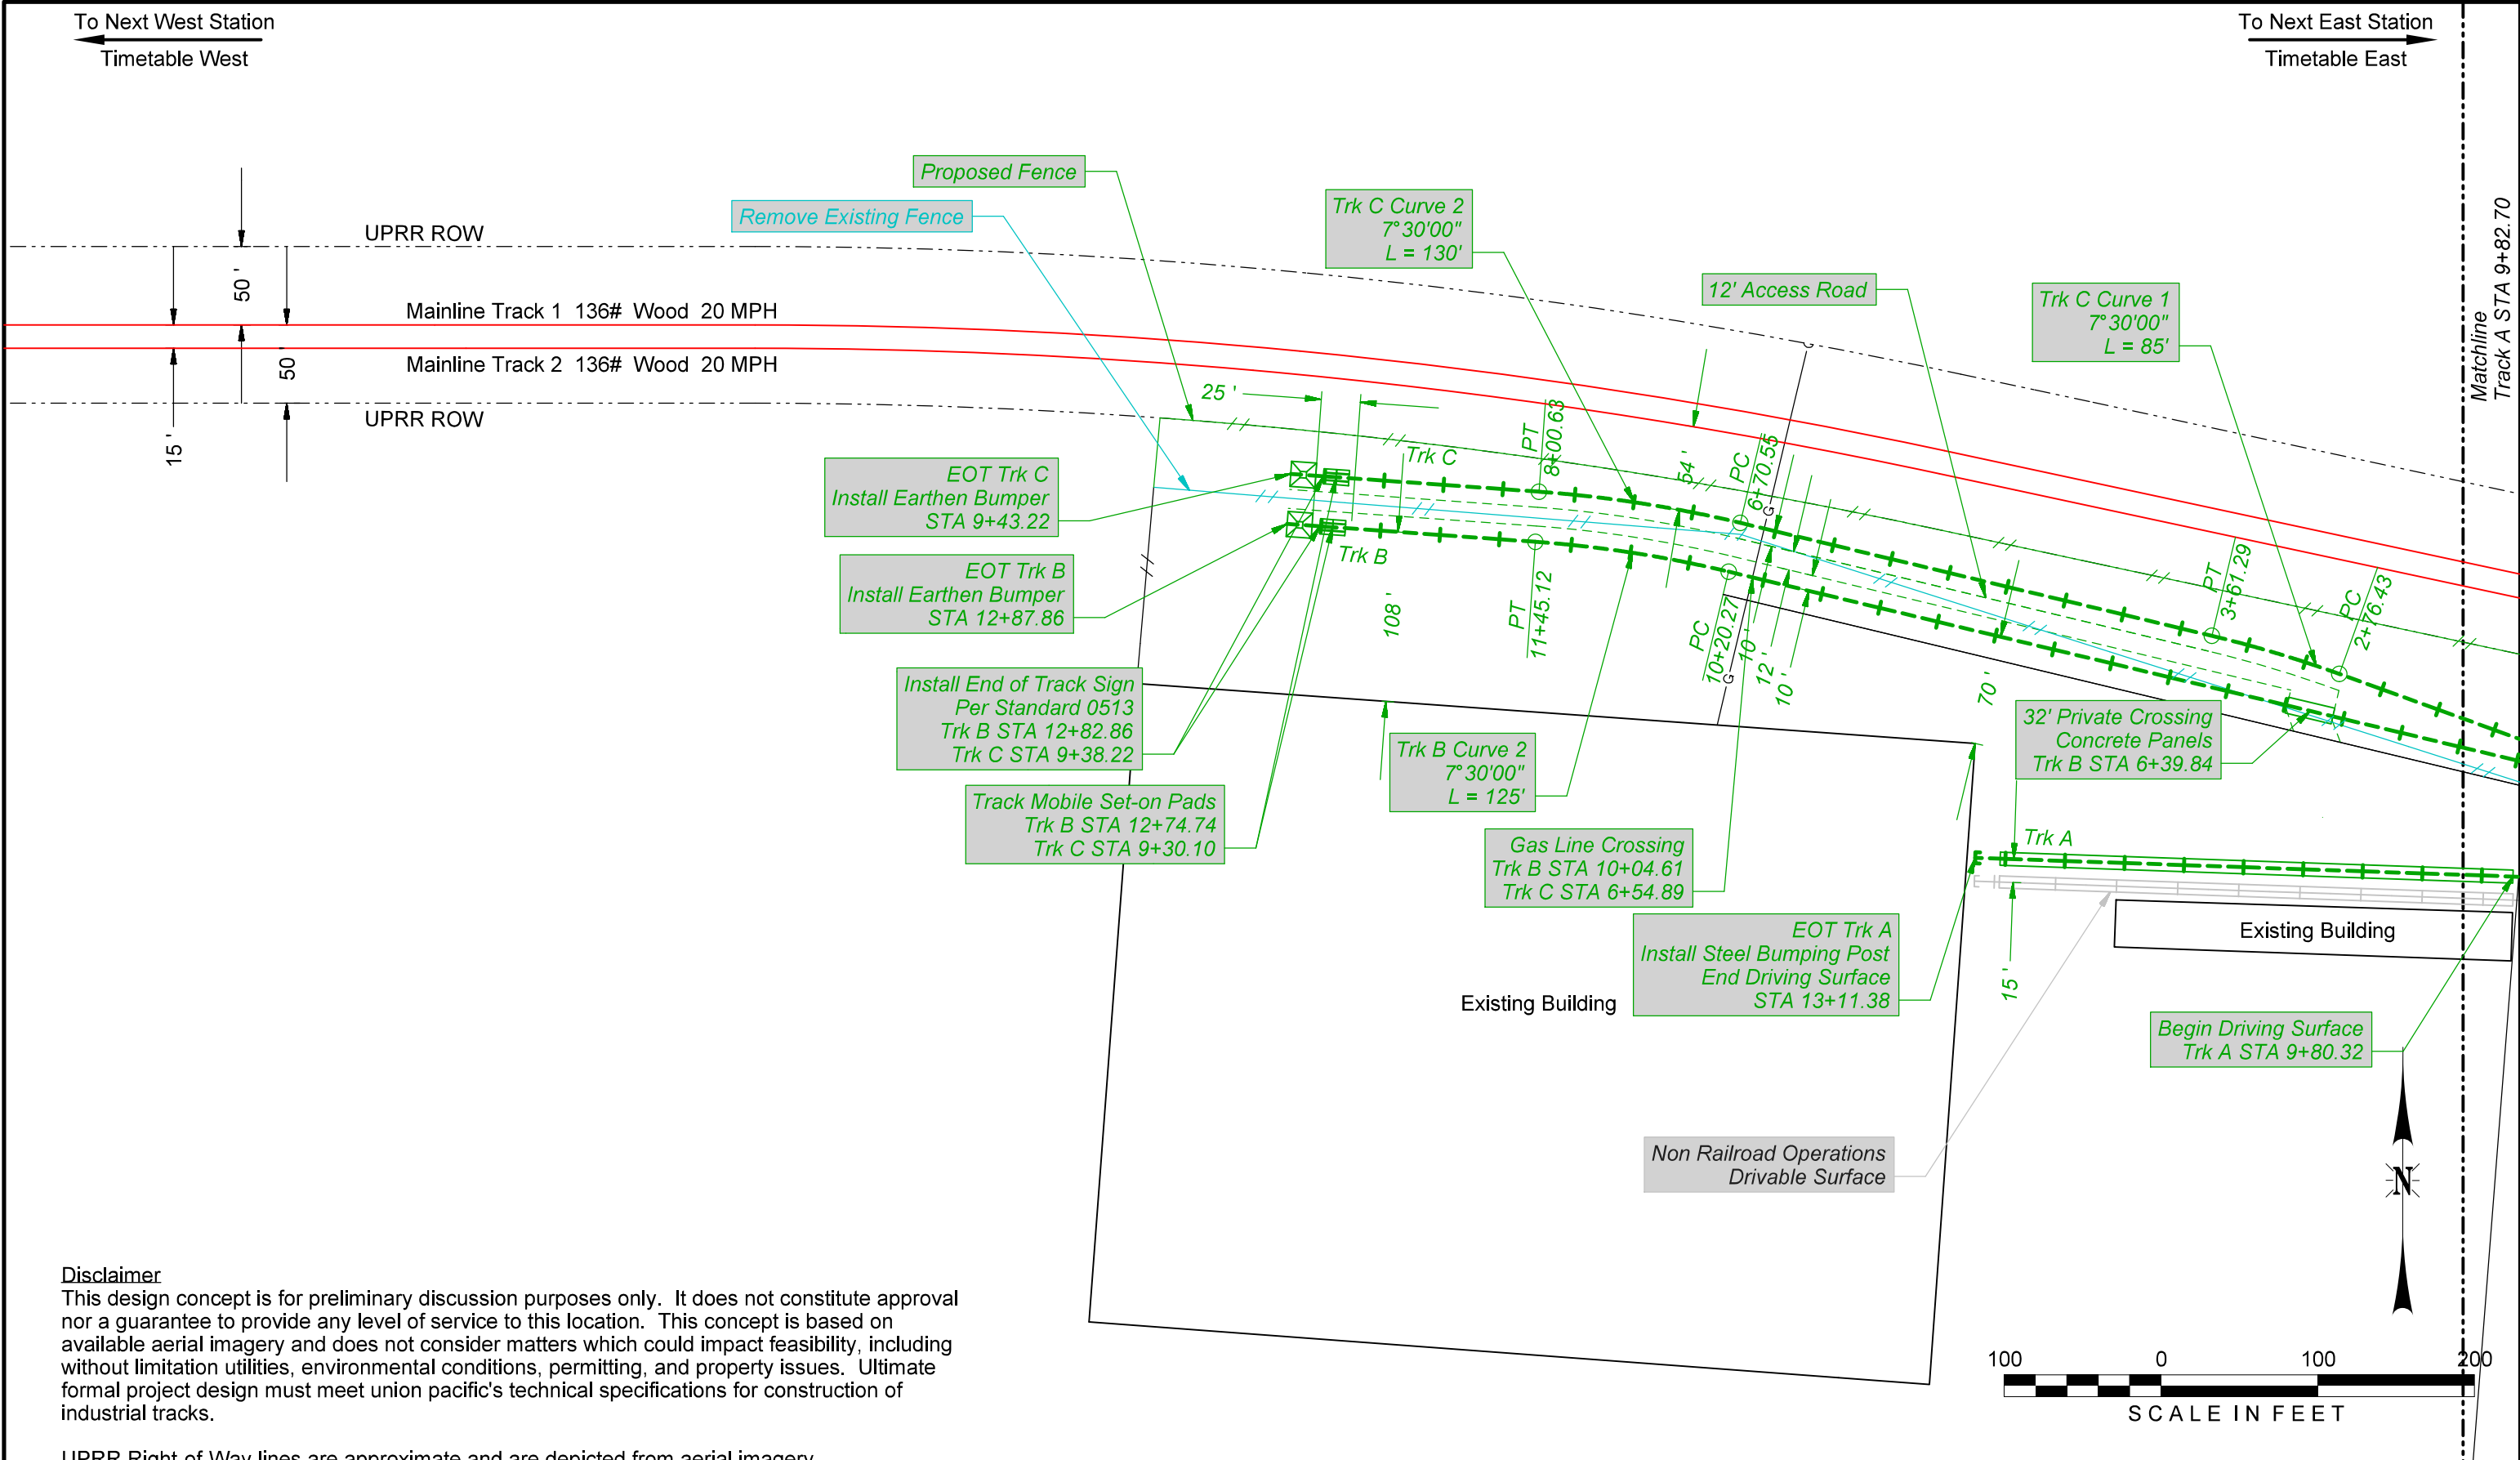 To Next West Station
Timetable West
To Next East Station
Timetable East
Matchline
Track A STA 9+82.70
Proposed Fence
Remove Existing Fence
UPRR ROW
50 '
50 '
15 '
Mainline Track 1 136# Wood 20 MPH
Mainline Track 2 136# Wood 20 MPH
UPRR ROW
Trk C Curve 2
7°30'00"
L = 130'
12' Access Road
Trk C Curve 1
7°30'00"
L = 85'
25 '
Trk C
PT
8+00.63
54 '
PC
6+70.55
G
G
G
PT
3+61.29
PC
2+76.43
EOT Trk C
Install Earthen Bumper
STA 9+43.22
EOT Trk B
Install Earthen Bumper
STA 12+87.86
Trk B
108 '
PT
11+45.12
PC
10+20.27
10 '
12 '
10 '
70 '
Install End of Track Sign
Per Standard 0513
Trk B STA 12+82.86
Trk C STA 9+38.22
Track Mobile Set-on Pads
Trk B STA 12+74.74
Trk C STA 9+30.10
Trk B Curve 2
7°30'00"
L = 125'
32' Private Crossing
Concrete Panels
Trk B STA 6+39.84
Gas Line Crossing
Trk B STA 10+04.61
Trk C STA 6+54.89
Trk A
EOT Trk A
Install Steel Bumping Post
End Driving Surface
STA 13+11.38
Existing Building
Existing Building
15 '
Begin Driving Surface
Trk A STA 9+80.32
Non Railroad Operations
Drivable Surface
N
100 0 100 200
SCALE IN FEET
Disclaimer
This design concept is for preliminary discussion purposes only. It does not constitute approval
nor a guarantee to provide any level of service to this location. This concept is based on
available aerial imagery and does not consider matters which could impact feasibility, including
without limitation utilities, environmental conditions, permitting, and property issues. Ultimate
formal project design must meet union pacific's technical specifications for construction of
industrial tracks.
UPRR Right of Way lines are approximate and are depicted from aerial imagery